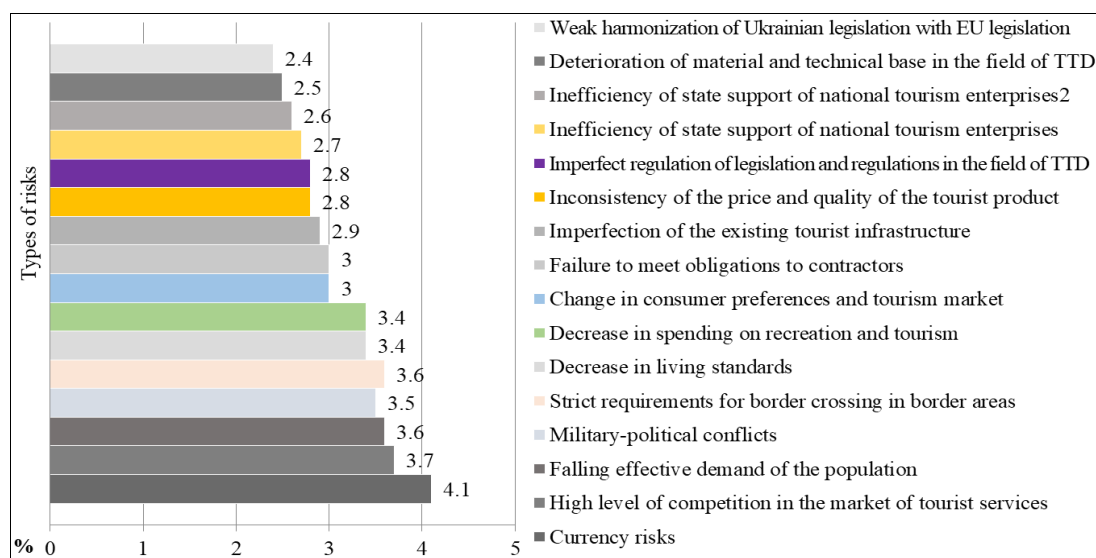 Weak harmonization of Ukrainian legislation with EU legislation
Deterioration of material and technical base in the field of TTD
Inefficiency of state support of national tourism enterprises2
Inefficiency of state support of national tourism enterprises
Imperfect regulation of legislation and regulations in the field of TTD
Inconsistency of the price and quality of the tourist product
Imperfection of the existing tourist infrastructure
Failure to meet obligations to contractors
Change in consumer preferences and tourism market
Decrease in spending on recreation and tourism
Decrease in living standards
Strict requirements for border crossing in border areas
Military-political conflicts
Falling effective demand of the population
High level of competition in the market of tourist services
Currency risks
Types of risks
2.4
2.5
2.6
2.7
2.8
2.8
2.9
3
3
3.4
3.4
3.6
3.5
3.6
3.7
4.1
% 0 1 2 3 4 5